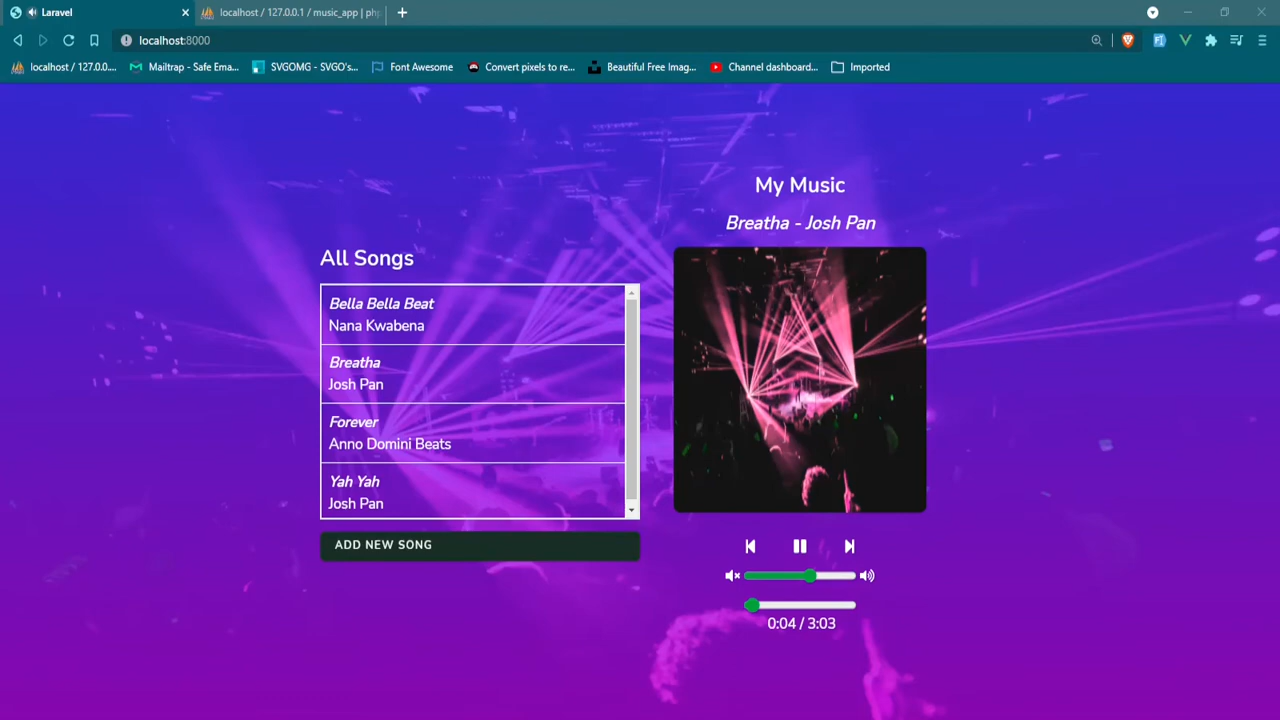 Laravel
localhost / 127.0.0.1 / music_app | php
localhost:8000
localhost / 127.0.0....
Mailtrap - Safe Ema...
SVGOMG - SVGO's...
Font Awesome
Convert pixels to re...
Beautiful Free Imag...
Channel dashboard...
Imported
My Music
Breatha - Josh Pan
All Songs
Bella Bella Beat
Nana Kwabena
Breatha
Josh Pan
Forever
Anno Domini Beats
Yah Yah
Josh Pan
ADD NEW SONG
0:04 / 3:03